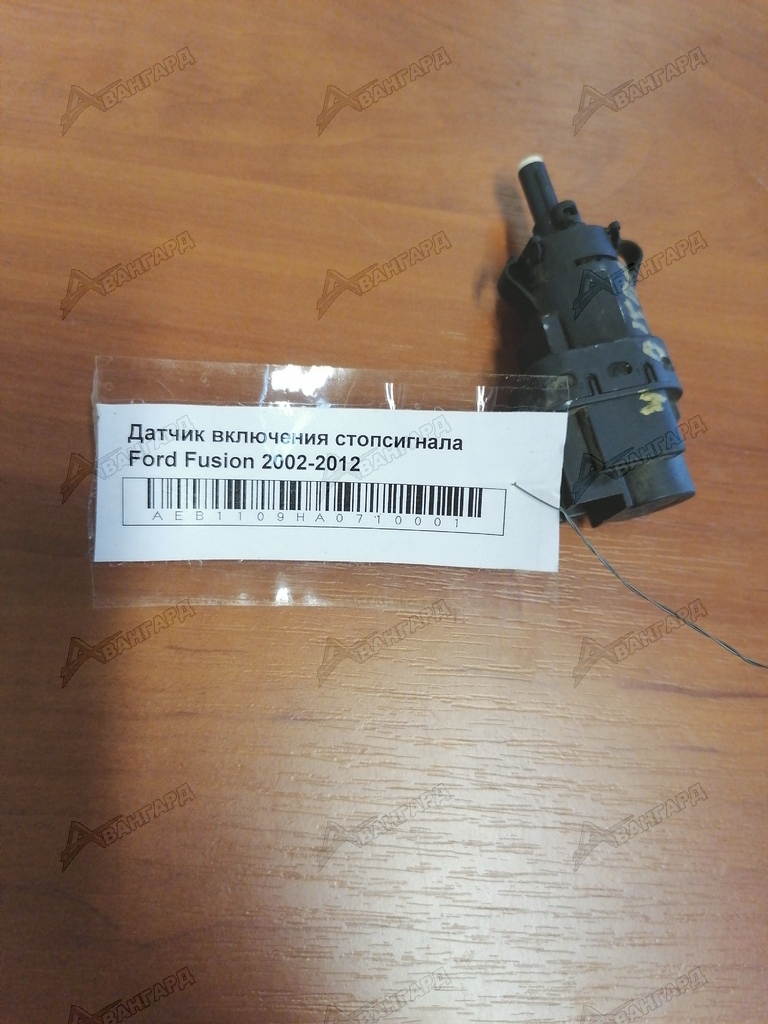 Датчик включения стопсигнала
Ford Fusion 2002-2012
AEB1109HA0710001
АВАНГАРД